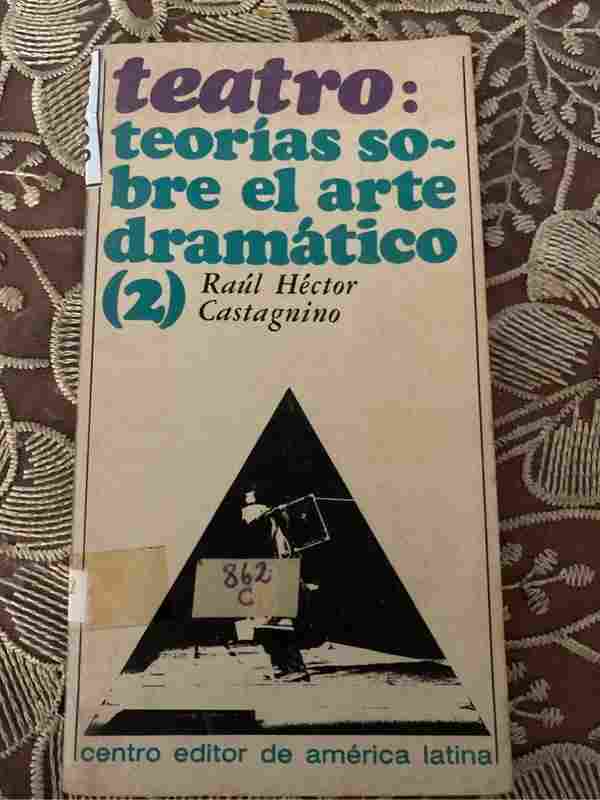 teatro:
teorías so~
bre el arte
dramático
(2) Raúl Héctor
Castagnino
862
C
centro editor de américa latina